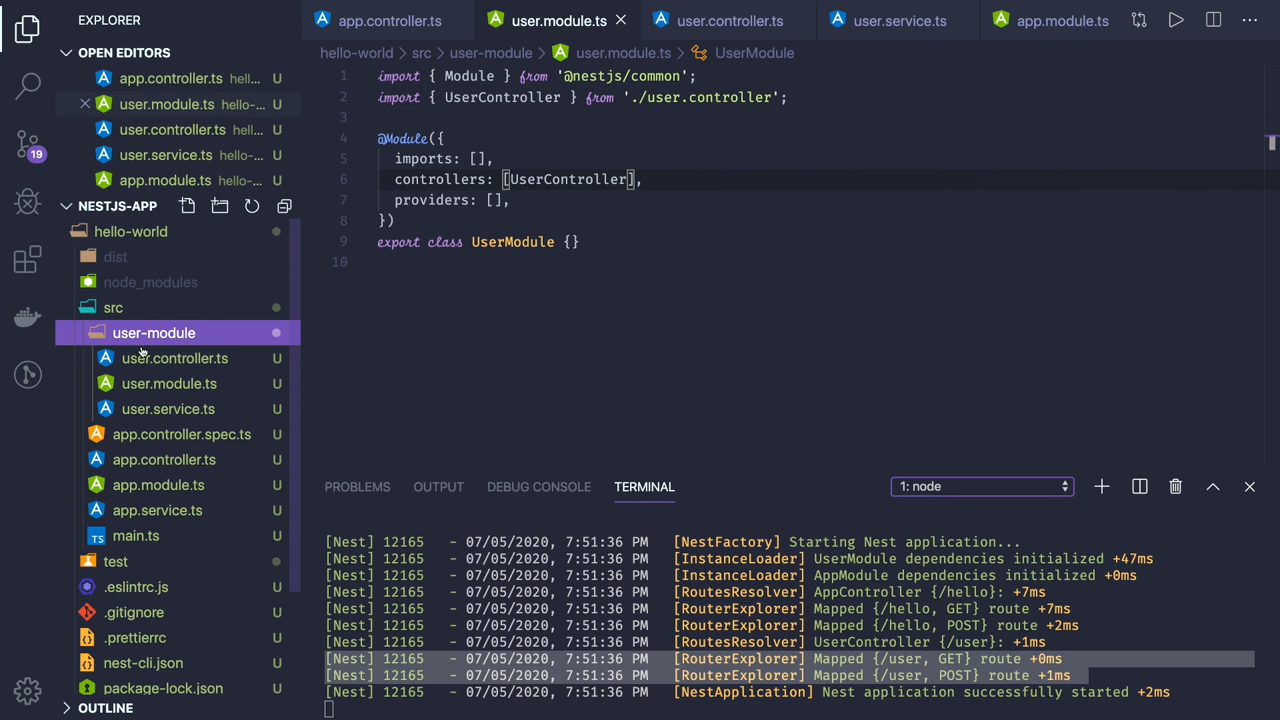 EXPLORER
OPEN EDITORS
app.controller.ts hell... U
user.module.ts hello-... U
user.controller.ts hell... U
user.service.ts hello-... U
app.module.ts hello-... U
19
NESTJS-APP
hello-world
dist
node_modules
src
user-module
user.controller.ts U
user.module.ts U
user.service.ts U
app.controller.spec.ts U
app.controller.ts U
app.module.ts U
app.service.ts U
TS main.ts U
test
.eslintrc.js U
.gitignore U
.prettierrc U
nest-cli.json U
package-lock.json U
OUTLINE
app.controller.ts user.module.ts user.controller.ts user.service.ts app.module.ts
hello-world > src > user-module > user.module.ts > UserModule
1 import { Module } from '@nestjs/common';
2 import { UserController } from './user.controller';
3
4 @Module({
5 imports: [],
6 controllers: [UserController],
7 providers: [],
8 })
9 export class UserModule {}
10
PROBLEMS OUTPUT DEBUG CONSOLE TERMINAL 1: node
[Nest] 12165 - 07/05/2020, 7:51:36 PM [NestFactory] Starting Nest application...
[Nest] 12165 - 07/05/2020, 7:51:36 PM [InstanceLoader] UserModule dependencies initialized +47ms
[Nest] 12165 - 07/05/2020, 7:51:36 PM [InstanceLoader] AppModule dependencies initialized +0ms
[Nest] 12165 - 07/05/2020, 7:51:36 PM [RoutesResolver] AppController {/hello}: +7ms
[Nest] 12165 - 07/05/2020, 7:51:36 PM [RouterExplorer] Mapped {/hello, GET} route +7ms
[Nest] 12165 - 07/05/2020, 7:51:36 PM [RouterExplorer] Mapped {/hello, POST} route +2ms
[Nest] 12165 - 07/05/2020, 7:51:36 PM [RoutesResolver] UserController {/user}: +1ms
[Nest] 12165 - 07/05/2020, 7:51:36 PM [RouterExplorer] Mapped {/user, GET} route +0ms
[Nest] 12165 - 07/05/2020, 7:51:36 PM [RouterExplorer] Mapped {/user, POST} route +1ms
[Nest] 12165 - 07/05/2020, 7:51:36 PM [NestApplication] Nest application successfully started +2ms